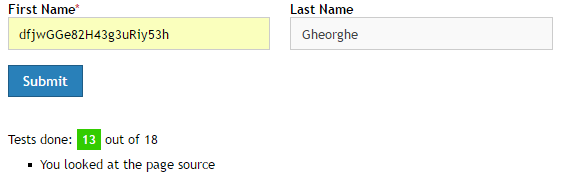 First Name* Last Name
dfjwGGe82H43g3uRiy53h Gheorghe
Submit
Tests done: 13 out of 18
▪ You looked at the page source